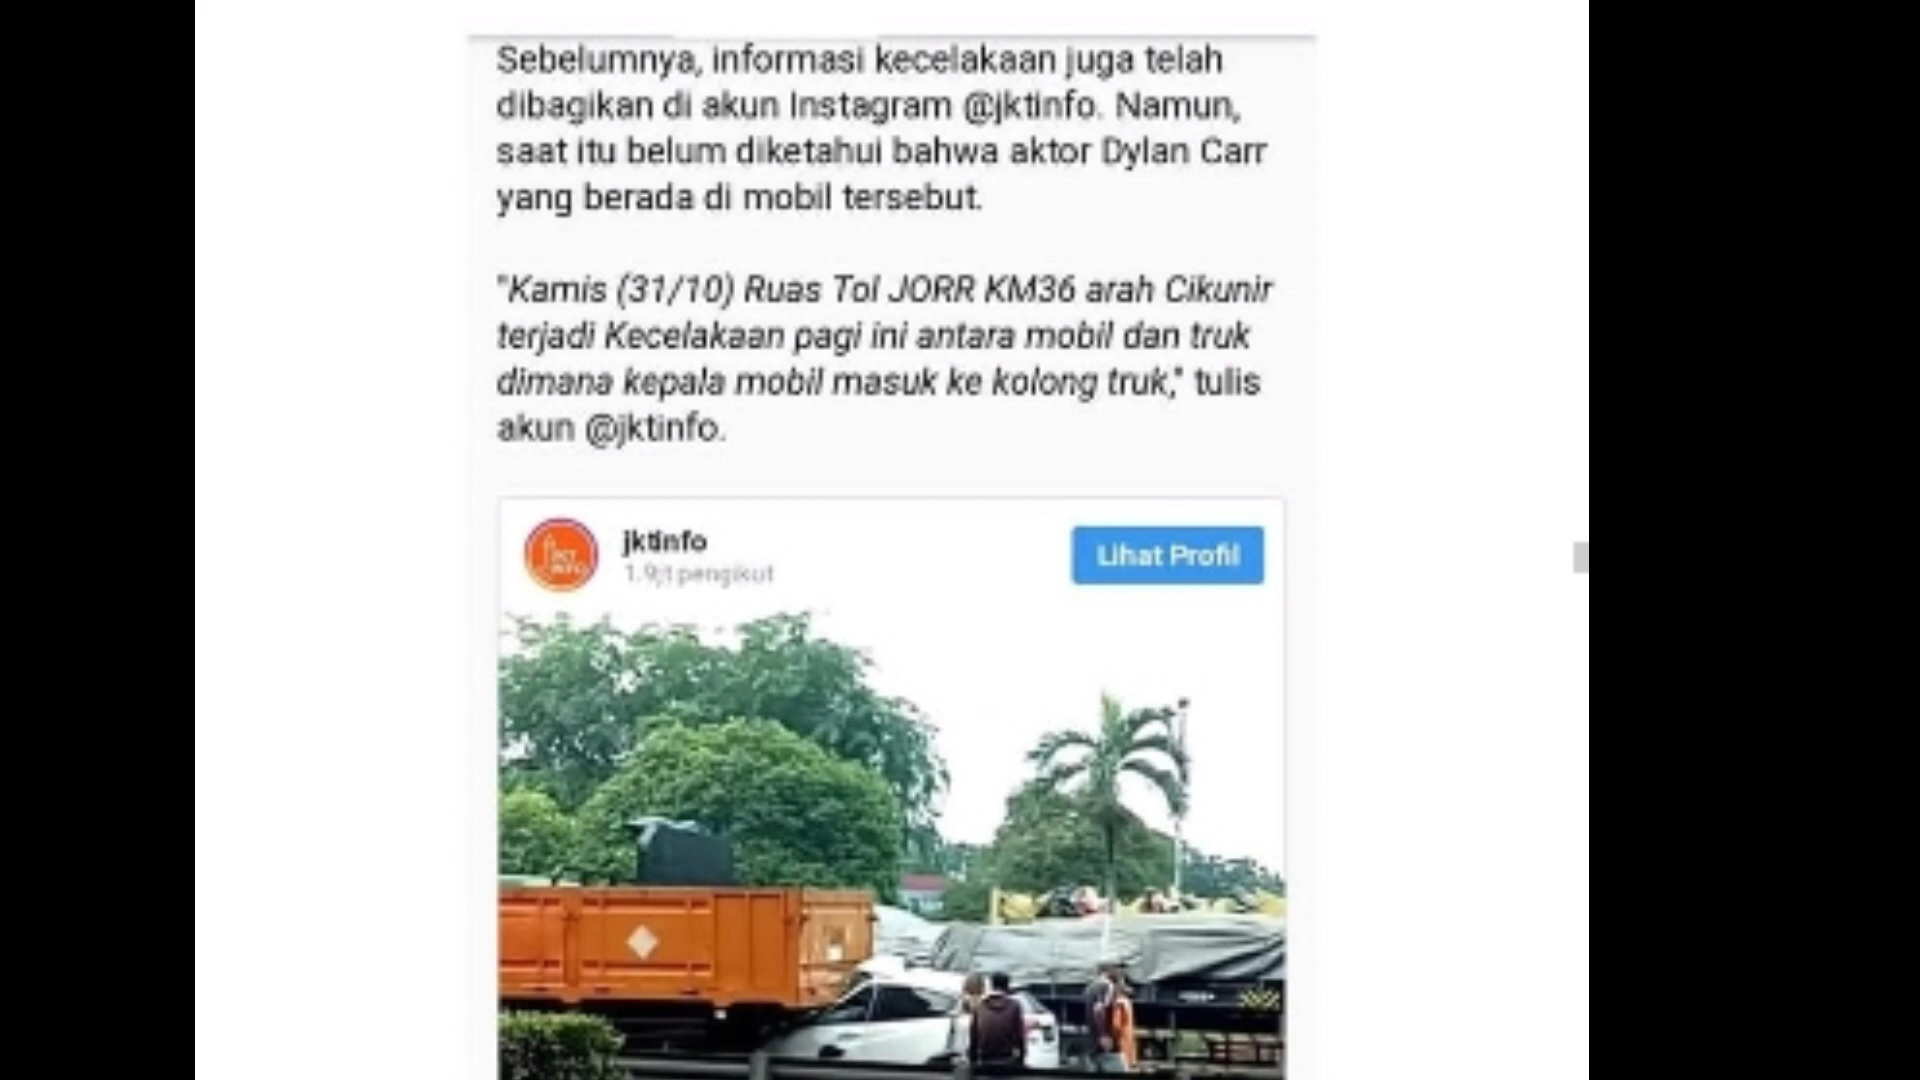 Sebelumnya, informasi kecelakaan juga telah
dibagikan di akun Instagram @jktinfo. Namun,
saat itu belum diketahui bahwa aktor Dylan Carr
yang berada di mobil tersebut.
"Kamis (31/10) Ruas Tol JORR KM36 arah Cikunir
terjadi Kecelakaan pagi ini antara mobil dan truk
dimana kepala mobil masuk ke kolong truk," tulis
akun @jktinfo.
jktinfo
1.9jt pengikut
Lihat Profil